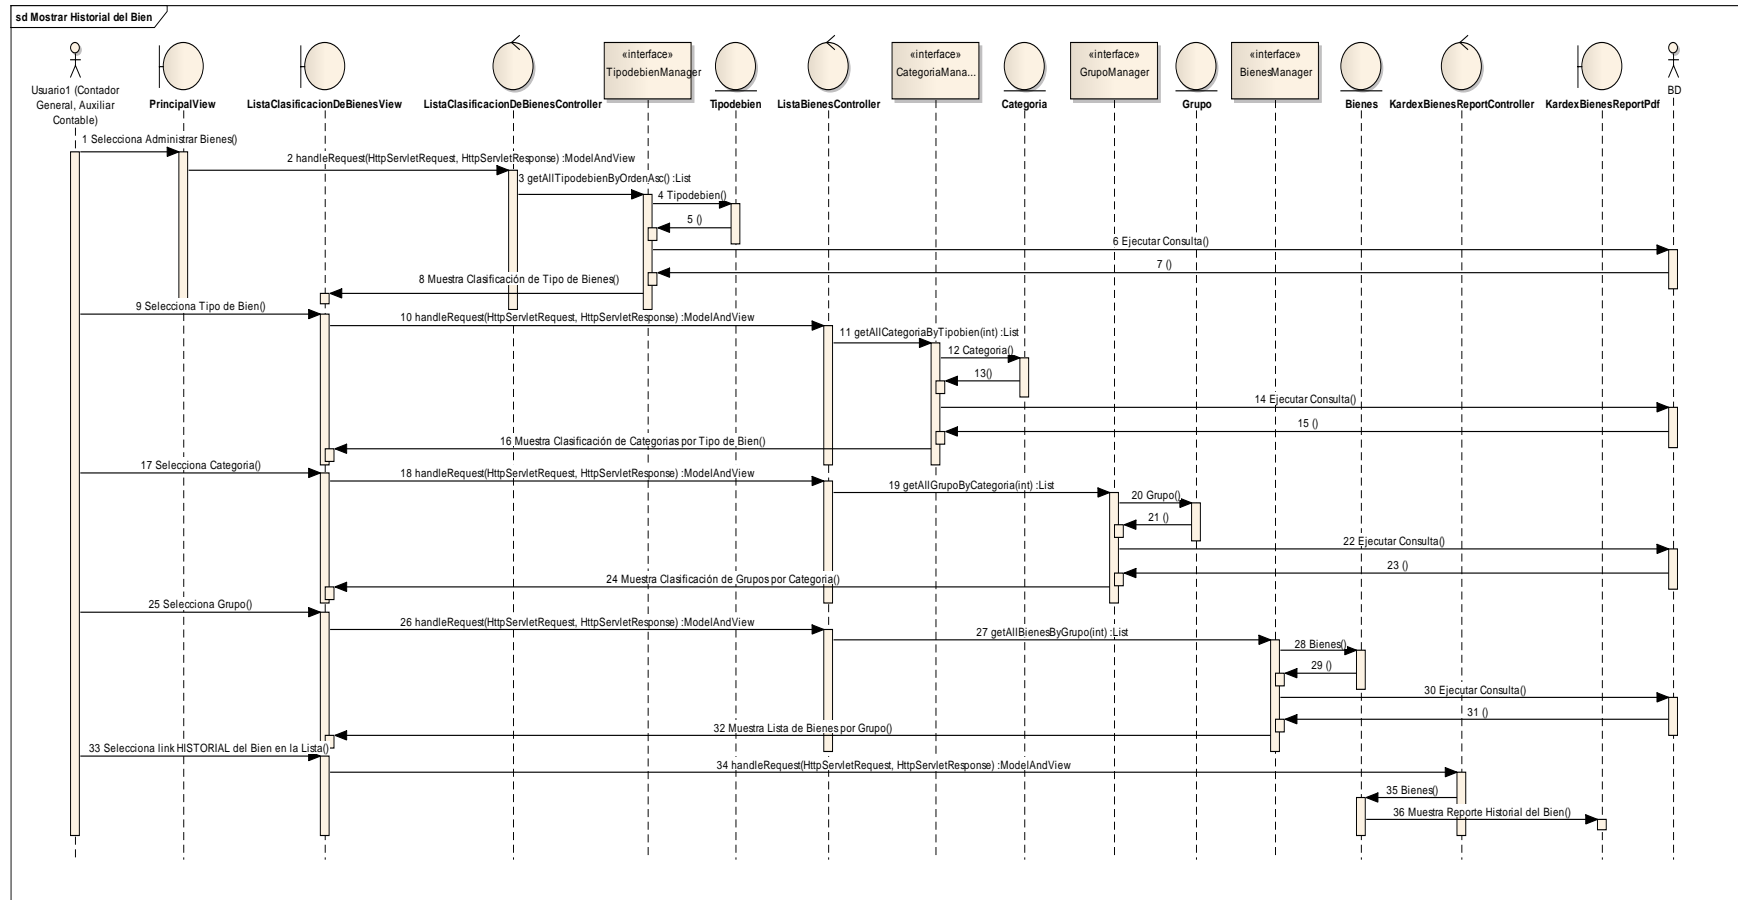 sd Mostrar Historial del Bien
«interface»
«interface»
«interface»
«interface»
TipodebienManager
CategoriaMana...
GrupoManager
BienesManager
Usuario1 (Contador
General, Auxiliar
Contable)
PrincipalView
ListaClasificacionDeBienesView
ListaClasificacionDeBienesController
Tipodebien
ListaBienesController
Categoria
Grupo
Bienes
KardexBienesReportController
KardexBienesReportPdf
BD
1 Selecciona Administrar Bienes()
2 handleRequest(HttpServletRequest, HttpServletResponse) :ModelAndView
3 getAllTipodebienByOrdenAsc() :List
4 Tipodebien()
5 ()
6 Ejecutar Consulta()
7 ()
8 Muestra Clasificación de Tipo de Bienes()
9 Selecciona Tipo de Bien()
10 handleRequest(HttpServletRequest, HttpServletResponse) :ModelAndView
11 getAllCategoriaByTipobien(int) :List
12 Categoria()
13()
14 Ejecutar Consulta()
15 ()
16 Muestra Clasificación de Categorias por Tipo de Bien()
17 Selecciona Categoria()
18 handleRequest(HttpServletRequest, HttpServletResponse) :ModelAndView
19 getAllGrupoByCategoria(int) :List
20 Grupo()
21 ()
22 Ejecutar Consulta()
23 ()
24 Muestra Clasificación de Grupos por Categoria()
25 Selecciona Grupo()
26 handleRequest(HttpServletRequest, HttpServletResponse) :ModelAndView
27 getAllBienesByGrupo(int) :List
28 Bienes()
29 ()
30 Ejecutar Consulta()
31 ()
32 Muestra Lista de Bienes por Grupo()
33 Selecciona link HISTORIAL del Bien en la Lista()
34 handleRequest(HttpServletRequest, HttpServletResponse) :ModelAndView
35 Bienes()
36 Muestra Reporte Historial del Bien()